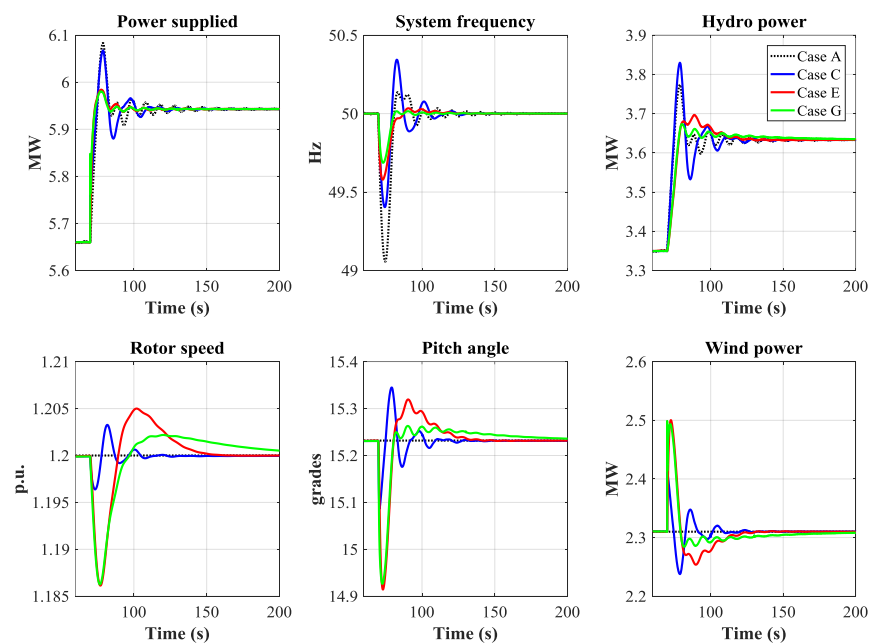 Power supplied
System frequency
Hydro power
6.1
6
5.9
5.8
5.7
5.6
MW
100
150
200
Time (s)
50.5
50
49.5
49
Hz
100
150
200
Time (s)
3.9
3.8
3.7
3.6
3.5
3.4
3.3
MW
Case A
Case C
Case E
Case G
100
150
200
Time (s)
Rotor speed
Pitch angle
Wind power
1.21
1.205
1.2
1.195
1.19
1.185
p.u.
100
150
200
Time (s)
15.4
15.3
15.2
15.1
15
14.9
grades
100
150
200
Time (s)
2.6
2.5
2.4
2.3
2.2
MW
100
150
200
Time (s)